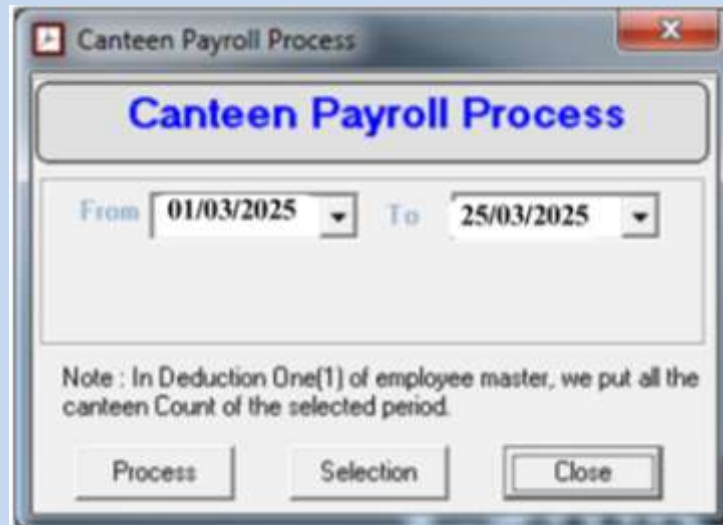 Canteen Payroll Process
Canteen Payroll Process
From 01/03/2025 To 25/03/2025
Note : In Deduction One(1) of employee master, we put all the
canteen Count of the selected period.
Process Selection Close